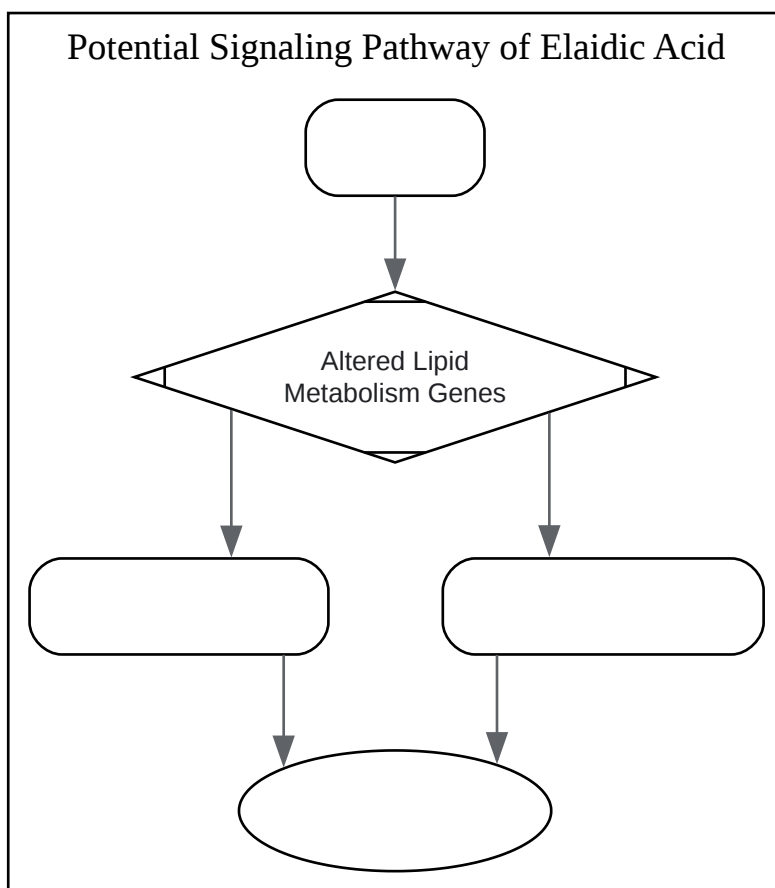 Potential Signaling Pathway of Elaidic Acid
Altered Lipid
Metabolism Genes